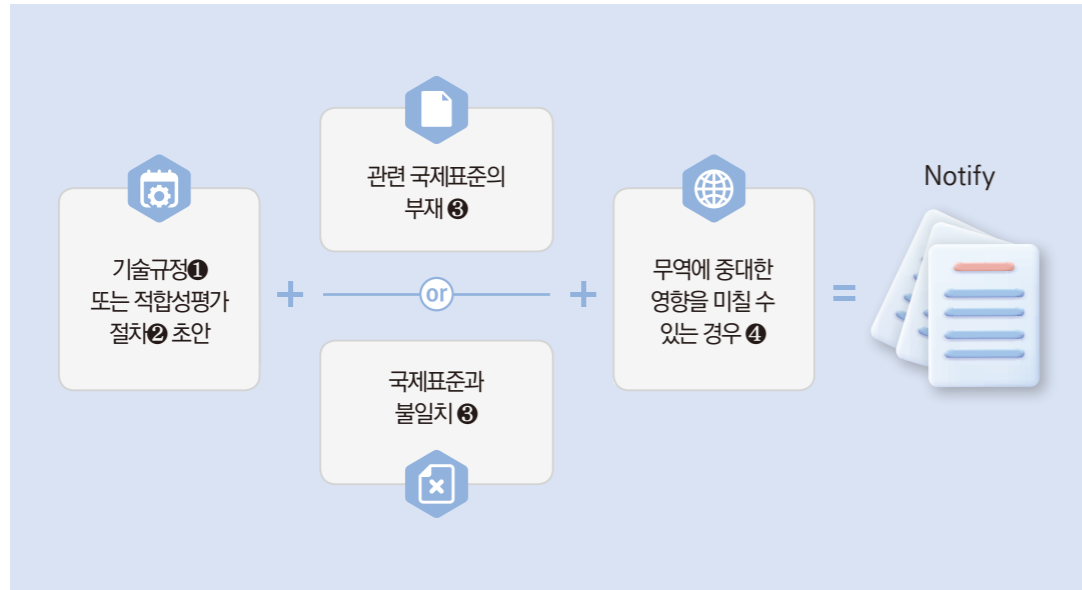 기술규정❶
또는 적합성평가
절차❷ 초안
+
관련 국제표준의
부재 ❸
or
국제표준과
불일치 ❸
+
무역에 중대한
영향을 미칠 수
있는 경우 ❹
=
Notify